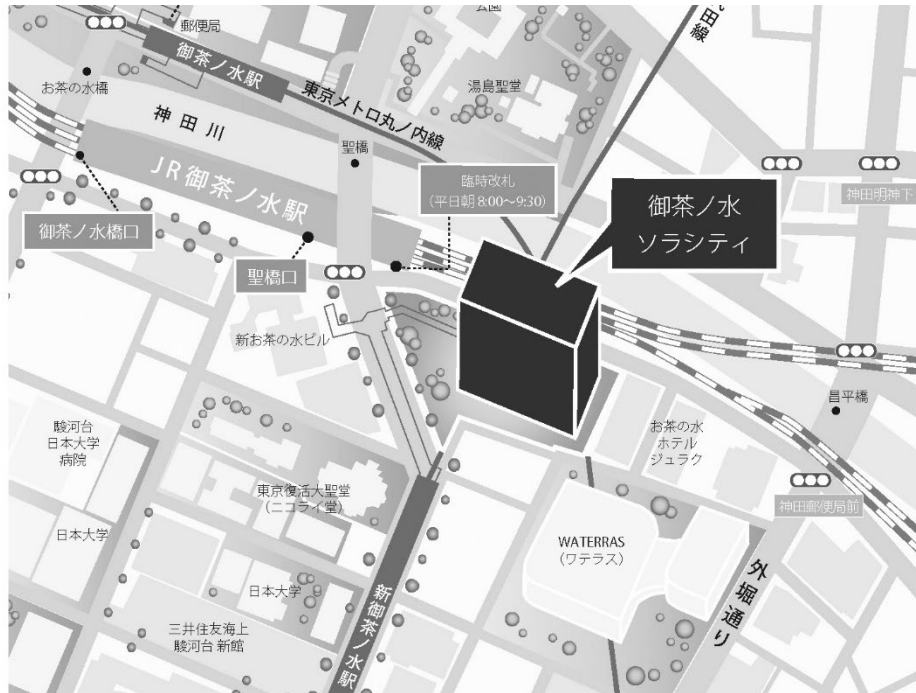 公園
郵便局
御茶ノ水駅
田線
お茶の水橋
湯島聖堂
東京メトロ丸ノ内線
神田川
聖橋
JR御茶ノ水駅
臨時改札
(平日朝 8:00～9:30)
御茶ノ水
ソラシティ
神田明神下
御茶ノ水橋口
聖橋口
新お茶の水ビル
昌平橋
駿河台
日本大学
病院
お茶の水
ホテル
ジュラク
東京復活大聖堂
(ニコライ堂)
神田郵便局前
日本大学
WATERRAS
(ワテラス)
外堀通り
日本大学
新御茶ノ水駅
三井住友海上
駿河台 新館